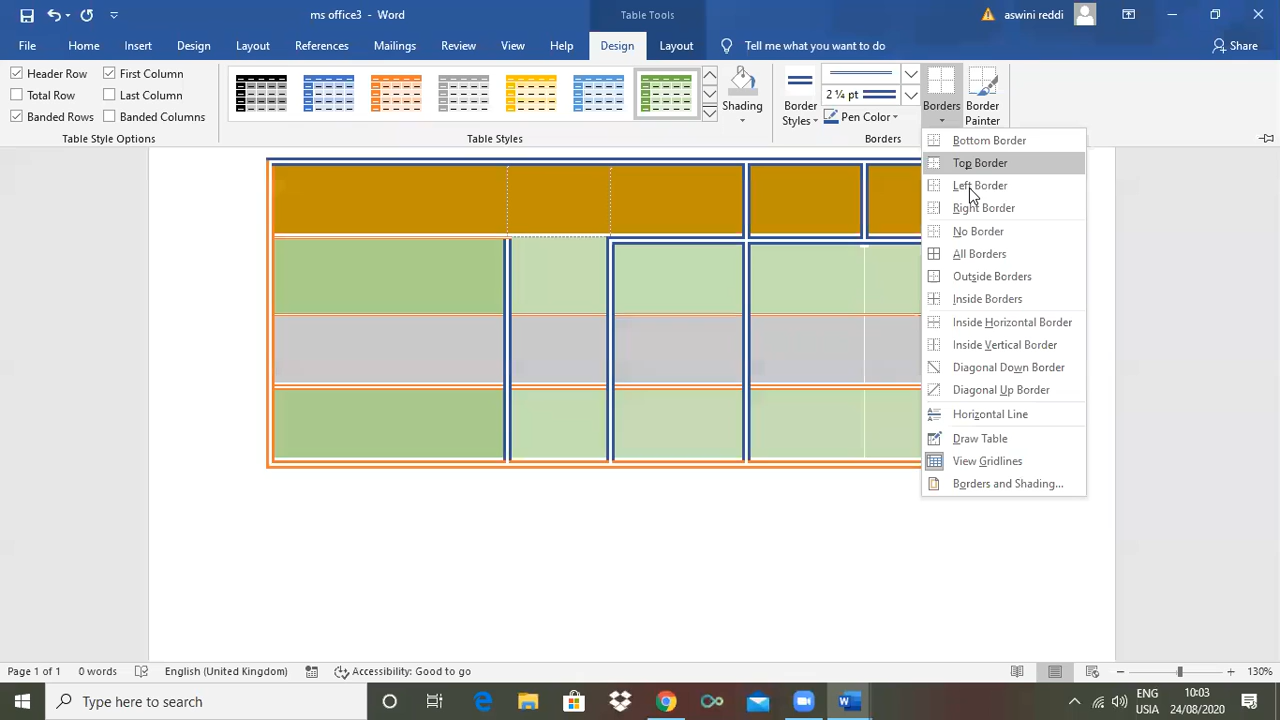 ms office3 - Word
Table Tools
aswini reddi
File
Home
Insert
Design
Layout
References
Mailings
Review
View
Help
Design
Layout
Tell me what you want to do
Share
Header Row
First Column
Total Row
Last Column
Banded Rows
Banded Columns
Table Style Options
Table Styles
Shading
Border Styles
2 ¼ pt
Pen Color
Borders
Border Painter
Borders
Bottom Border
Top Border
Left Border
Right Border
No Border
All Borders
Outside Borders
Inside Borders
Inside Horizontal Border
Inside Vertical Border
Diagonal Down Border
Diagonal Up Border
Horizontal Line
Draw Table
View Gridlines
Borders and Shading...
Page 1 of 1
0 words
English (United Kingdom)
Accessibility: Good to go
130%
Type here to search
ENG
USIA
10:03
24/08/2020